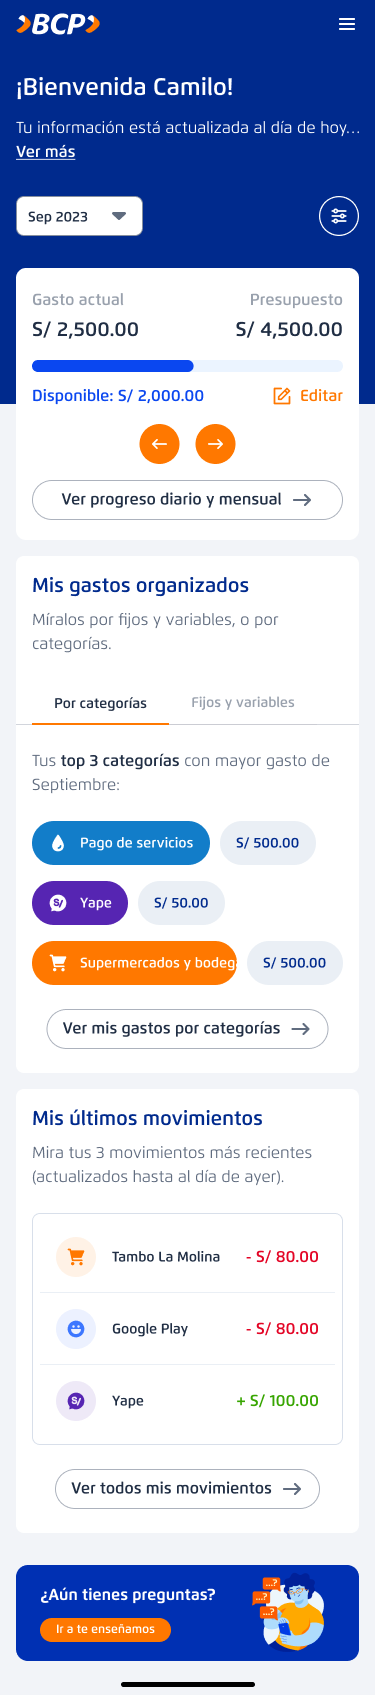 BCP
¡Bienvenida Camilo!
Tu información está actualizada al día de hoy...
Ver más
Sep 2023
Gasto actual Presupuesto
S/ 2,500.00 S/ 4,500.00
Disponible: S/ 2,000.00 Editar
Ver progreso diario y mensual
Mis gastos organizados
Míralos por fijos y variables, o por
categorías.
Por categorías Fijos y variables
Tus top 3 categorías con mayor gasto de
Septiembre:
Pago de servicios S/ 500.00
S/ Yape S/ 50.00
Supermercados y bodega S/ 500.00
Ver mis gastos por categorías
Mis últimos movimientos
Mira tus 3 movimientos más recientes
(actualizados hasta al día de ayer).
Tambo La Molina - S/ 80.00
Google Play - S/ 80.00
S/ Yape + S/ 100.00
Ver todos mis movimientos
¿Aún tienes preguntas?
Ir a te enseñamos
...?
...?
...?